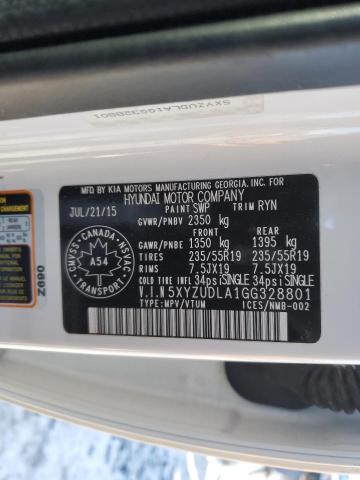 5XYZUDLA1GG328801
MFD. BY KIA MOTORS MANUFACTURING GEORGIA, INC. FOR
HYUNDAI MOTOR COMPANY
JUL/21/15 PAINT SWP TRIM RYN
GVWR/PNBV 2350 kg
FRONT REAR
GAWR/PNBE 1350 kg 1395 kg
TIRES 235/55R19 235/55R19
RIMS 7.5JX19 7.5JX19
COLD TIRE INFL 34psi SINGLE 34psi SINGLE
V.I.N 5XYZUDLA1GG328801
TYPE:MPV/VTUM ICES/NMB-002
CMVSS NSVAC
CANADA
A54
Z690